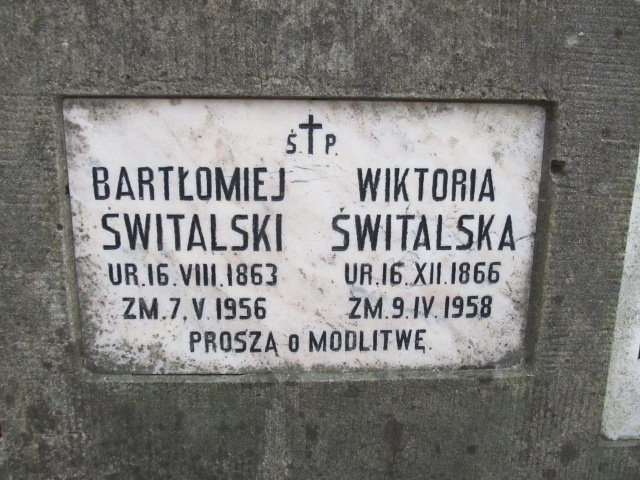 Ś.✝P.
BARTŁOMIEJ WIKTORIA
ŚWITALSKI ŚWITALSKA
UR.16.VIII.1863 UR.16.XII.1866
ZM.7.V.1956 ZM.9.IV.1958
PROSZĄ O MODLITWĘ.